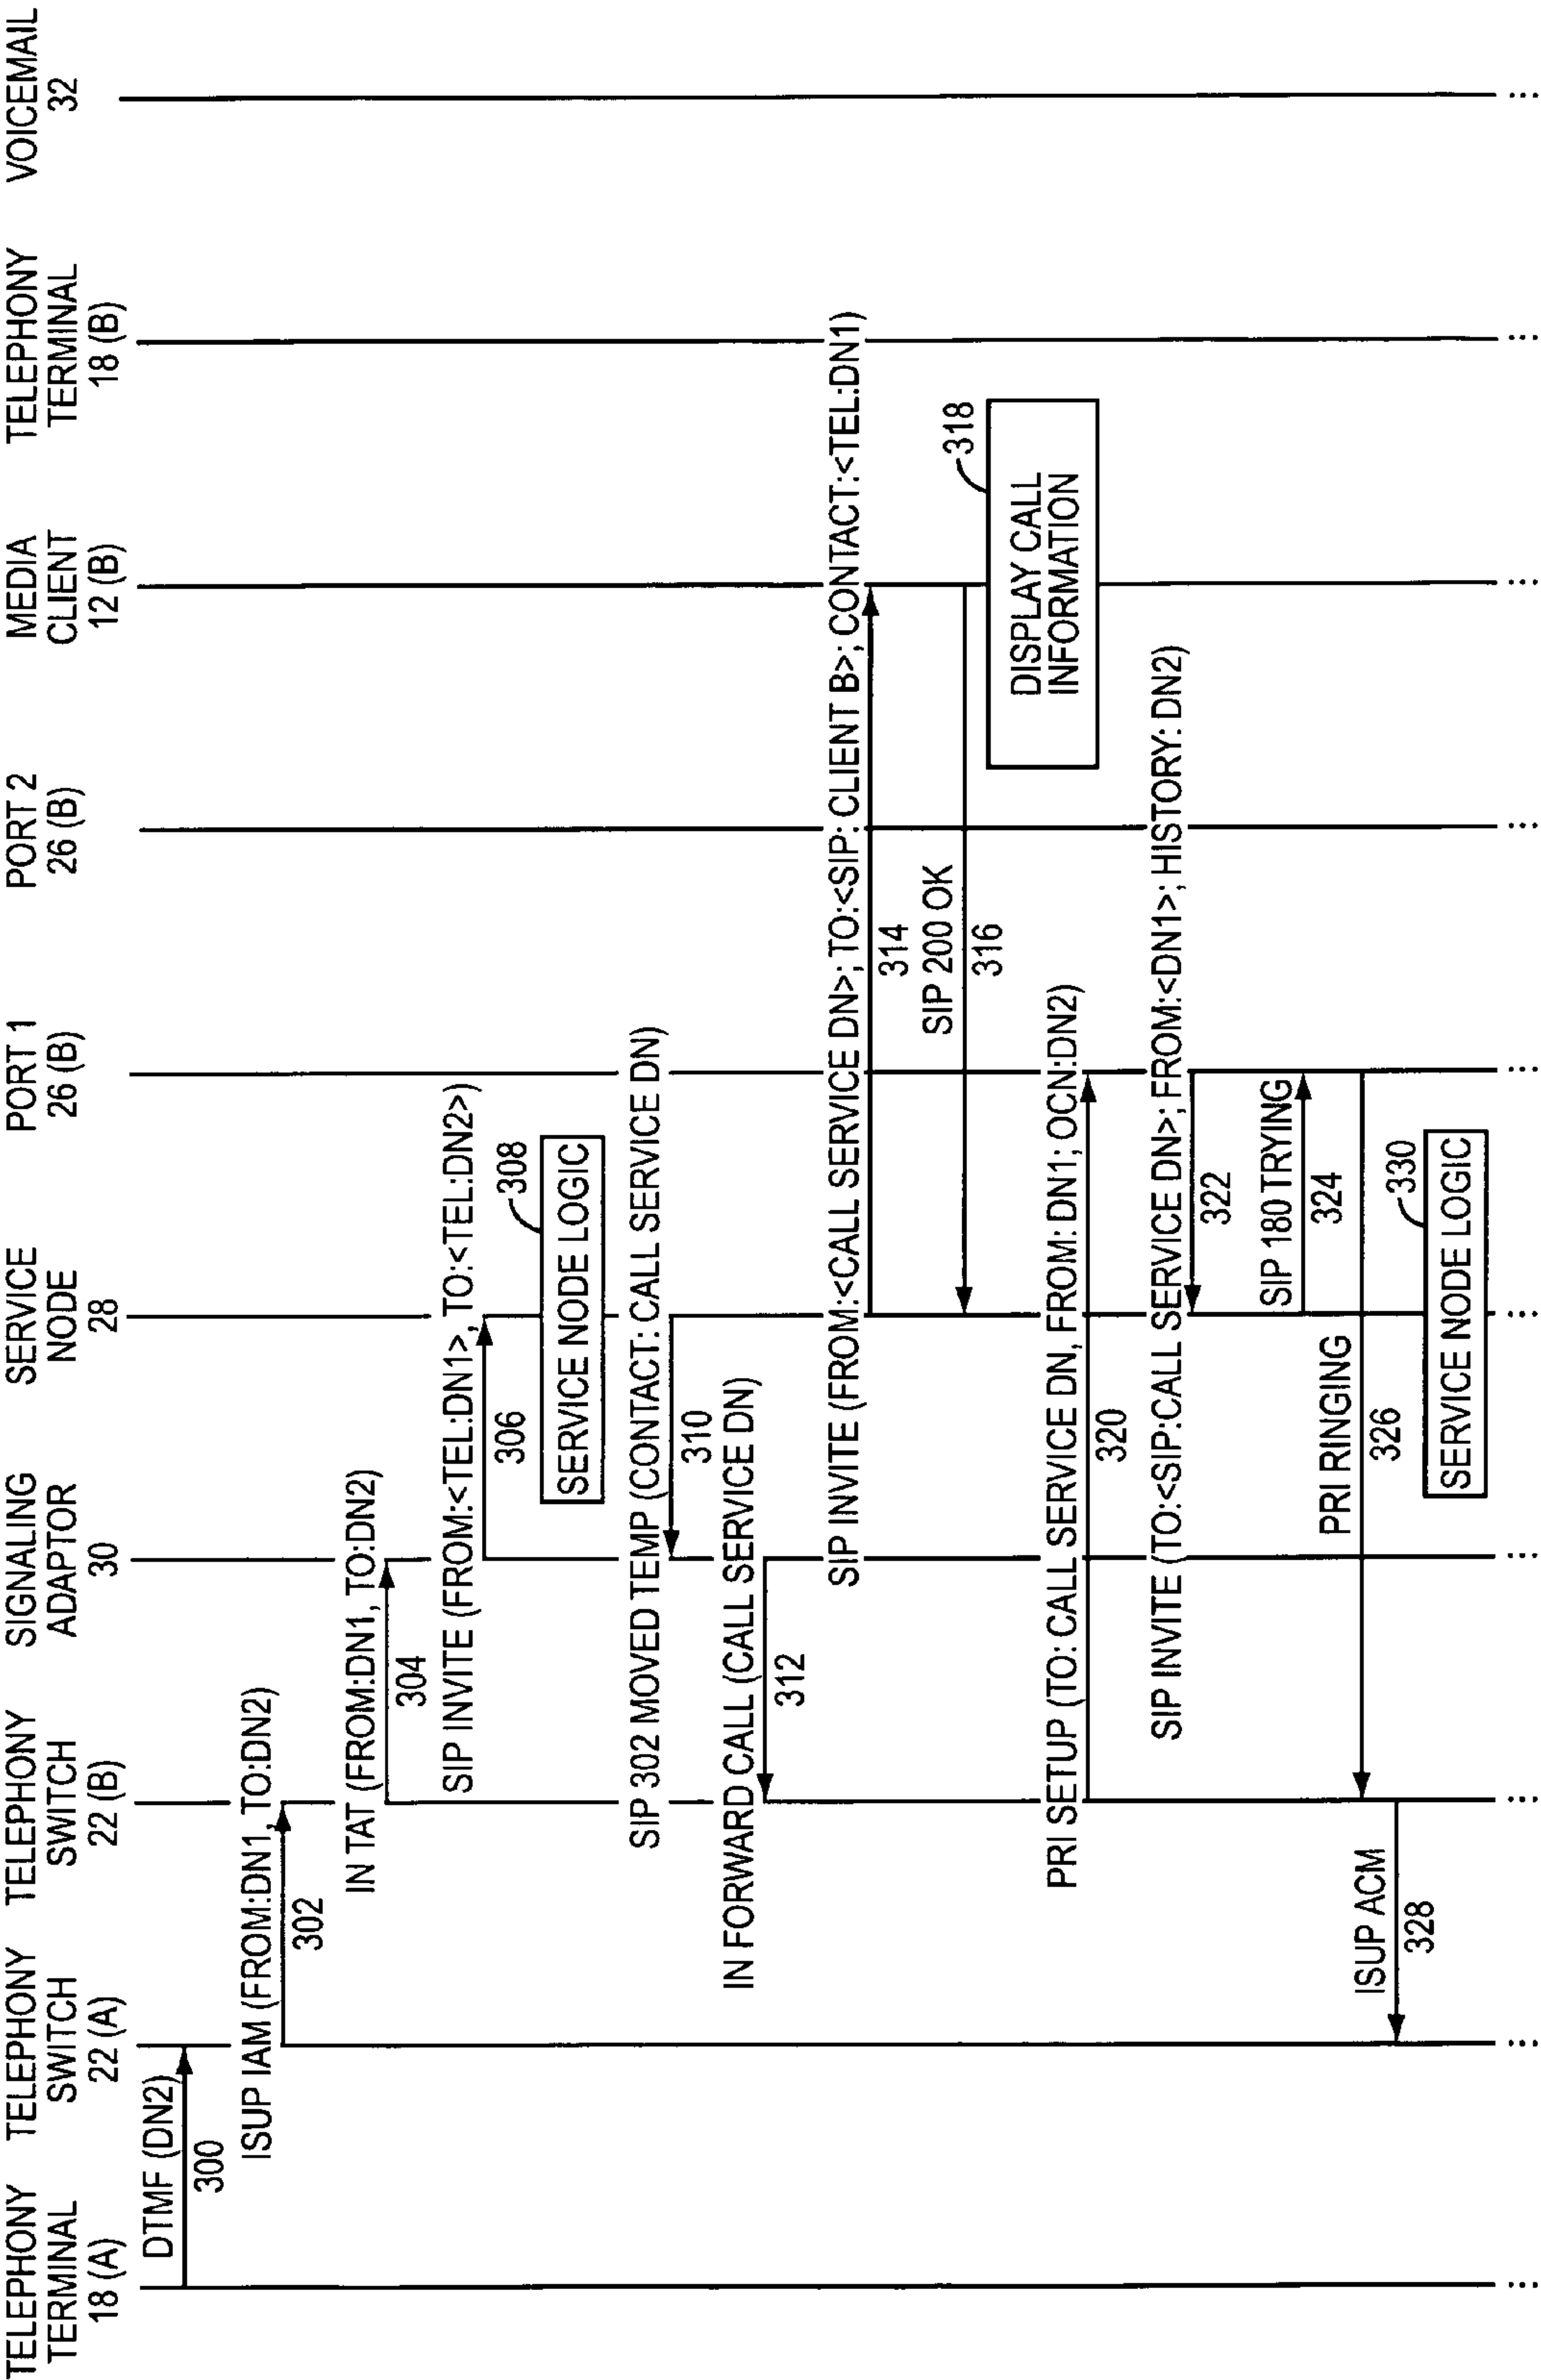 TELEPHONY
TERMINAL
18 (A)
TELEPHONY
SWITCH
22 (A)
TELEPHONY
SWITCH
22 (B)
SIGNALING
ADAPTOR
30
SERVICE
NODE
28
PORT 1
26 (B)
PORT 2
26 (B)
MEDIA
CLIENT
12 (B)
TELEPHONY
TERMINAL
18 (B)
VOICEMAIL
32
DTMF (DN2)
300
ISUP IAM (FROM:DN1, TO:DN2)
302
IN TAT (FROM:DN1, TO:DN2)
304
SIP INVITE (FROM:<TEL:DN1>, TO:<TEL:DN2>)
306
308
SERVICE NODE LOGIC
SIP 302 MOVED TEMP (CONTACT: CALL SERVICE DN)
310
IN FORWARD CALL (CALL SERVICE DN)
312
SIP INVITE (FROM:<CALL SERVICE DN>; TO:<SIP: CLIENT B>; CONTACT:<TEL:DN1)
314
SIP 200 OK
316
318
DISPLAY CALL
INFORMATION
PRI SETUP (TO: CALL SERVICE DN, FROM: DN1; OCN:DN2)
320
SIP INVITE (TO:<SIP:CALL SERVICE DN>; FROM:<DN1>; HISTORY: DN2)
322
SIP 180 TRYING
324
PRI RINGING
326
ISUP ACM
328
330
SERVICE NODE LOGIC